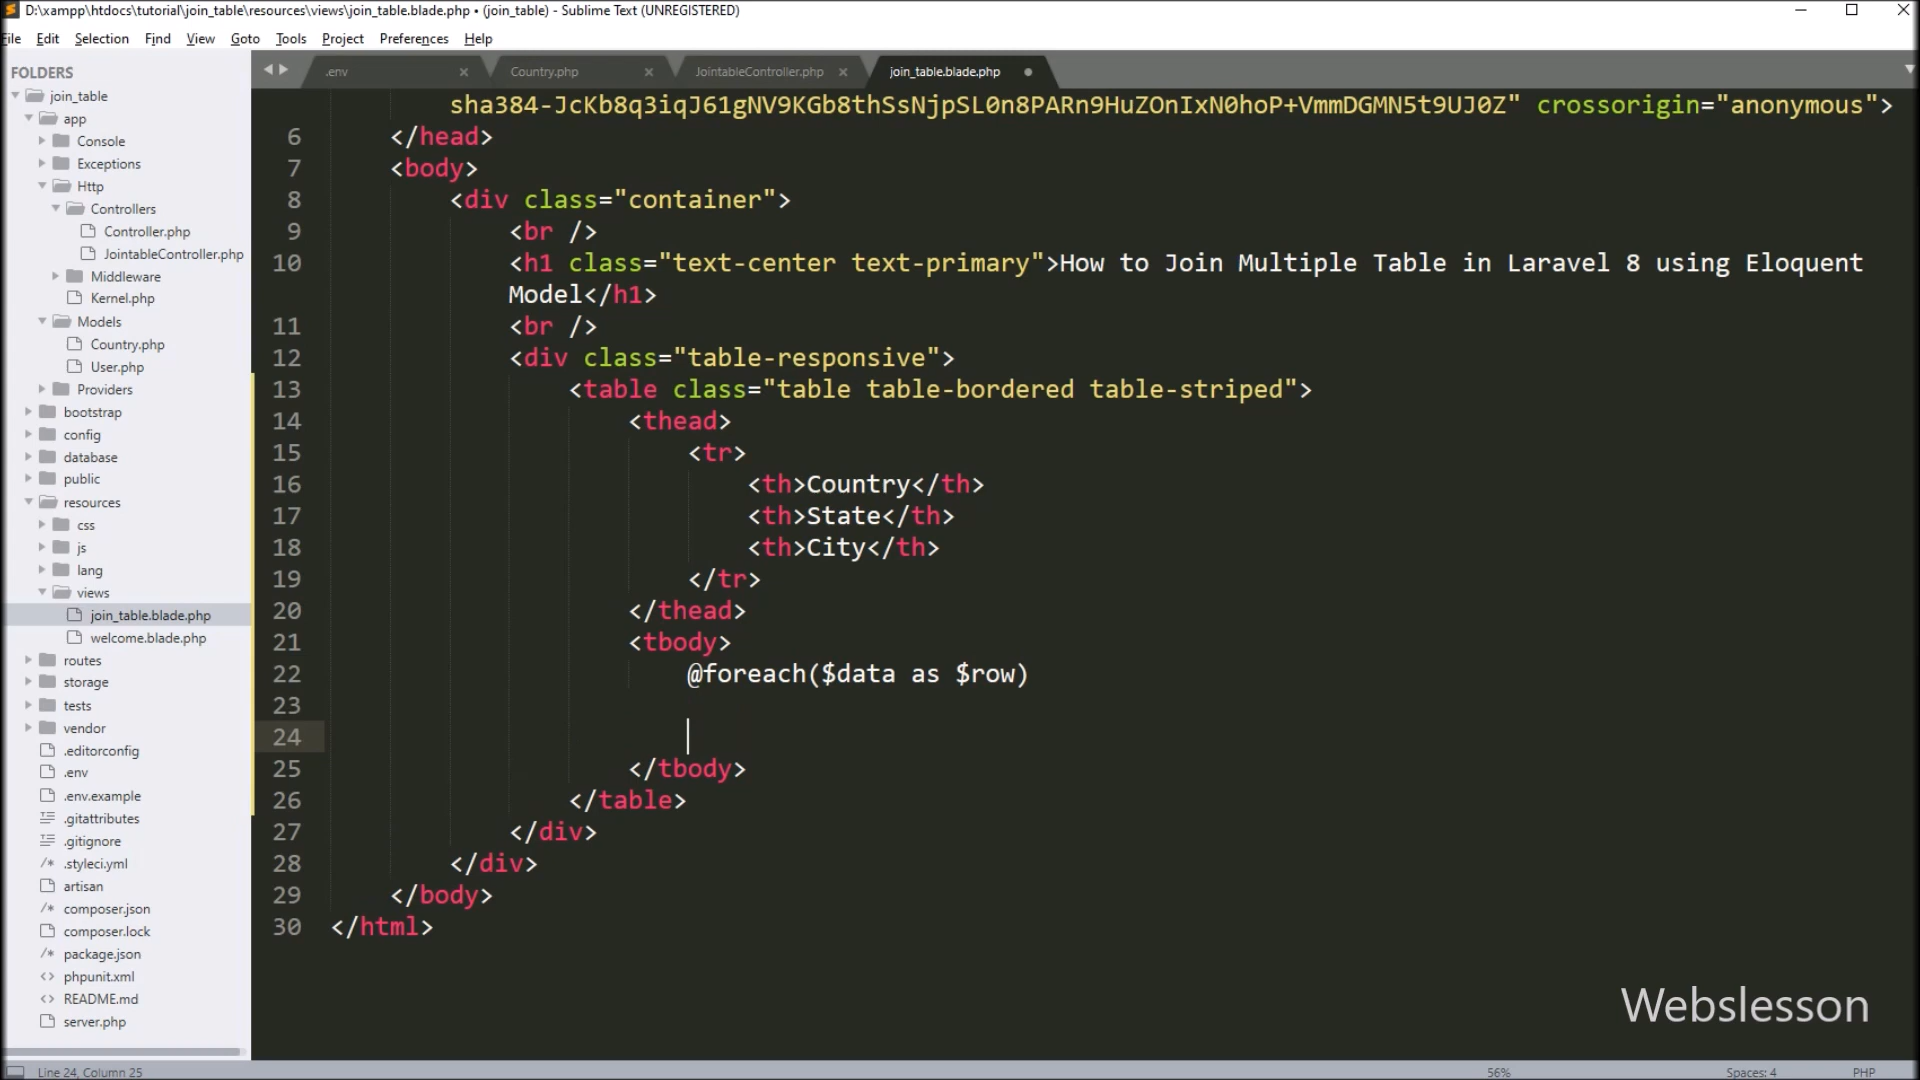 D:\xampp\htdocs\tutorial\join_table\resources\views\join_table.blade.php • (join_table) - Sublime Text (UNREGISTERED)
File Edit Selection Find View Goto Tools Project Preferences Help
FOLDERS
join_table
app
Console
Exceptions
Http
Controllers
Controller.php
JointableController.php
Middleware
Kernel.php
Models
Country.php
User.php
Providers
bootstrap
config
database
public
resources
css
js
lang
views
join_table.blade.php
welcome.blade.php
routes
storage
tests
vendor
.editorconfig
.env
.env.example
.gitattributes
.gitignore
.styleci.yml
artisan
composer.json
composer.lock
package.json
phpunit.xml
README.md
server.php
.env Country.php JointableController.php join_table.blade.php
sha384-JcKb8q3iqJ61gNV9KGb8thSsNjpSL0n8PARn9HuZOnIxN0hoP+VmmDGMN5t9UJ0Z" crossorigin="anonymous">
6 </head>
7 <body>
8 <div class="container">
9 <br />
10 <h1 class="text-center text-primary">How to Join Multiple Table in Laravel 8 using Eloquent
Model</h1>
11 <br />
12 <div class="table-responsive">
13 <table class="table table-bordered table-striped">
14 <thead>
15 <tr>
16 <th>Country</th>
17 <th>State</th>
18 <th>City</th>
19 </tr>
20 </thead>
21 <tbody>
22 @foreach($data as $row)
23
24
25 </tbody>
26 </table>
27 </div>
28 </div>
29 </body>
30 </html>
Webslesson
Line 24, Column 25 56% Spaces: 4 PHP